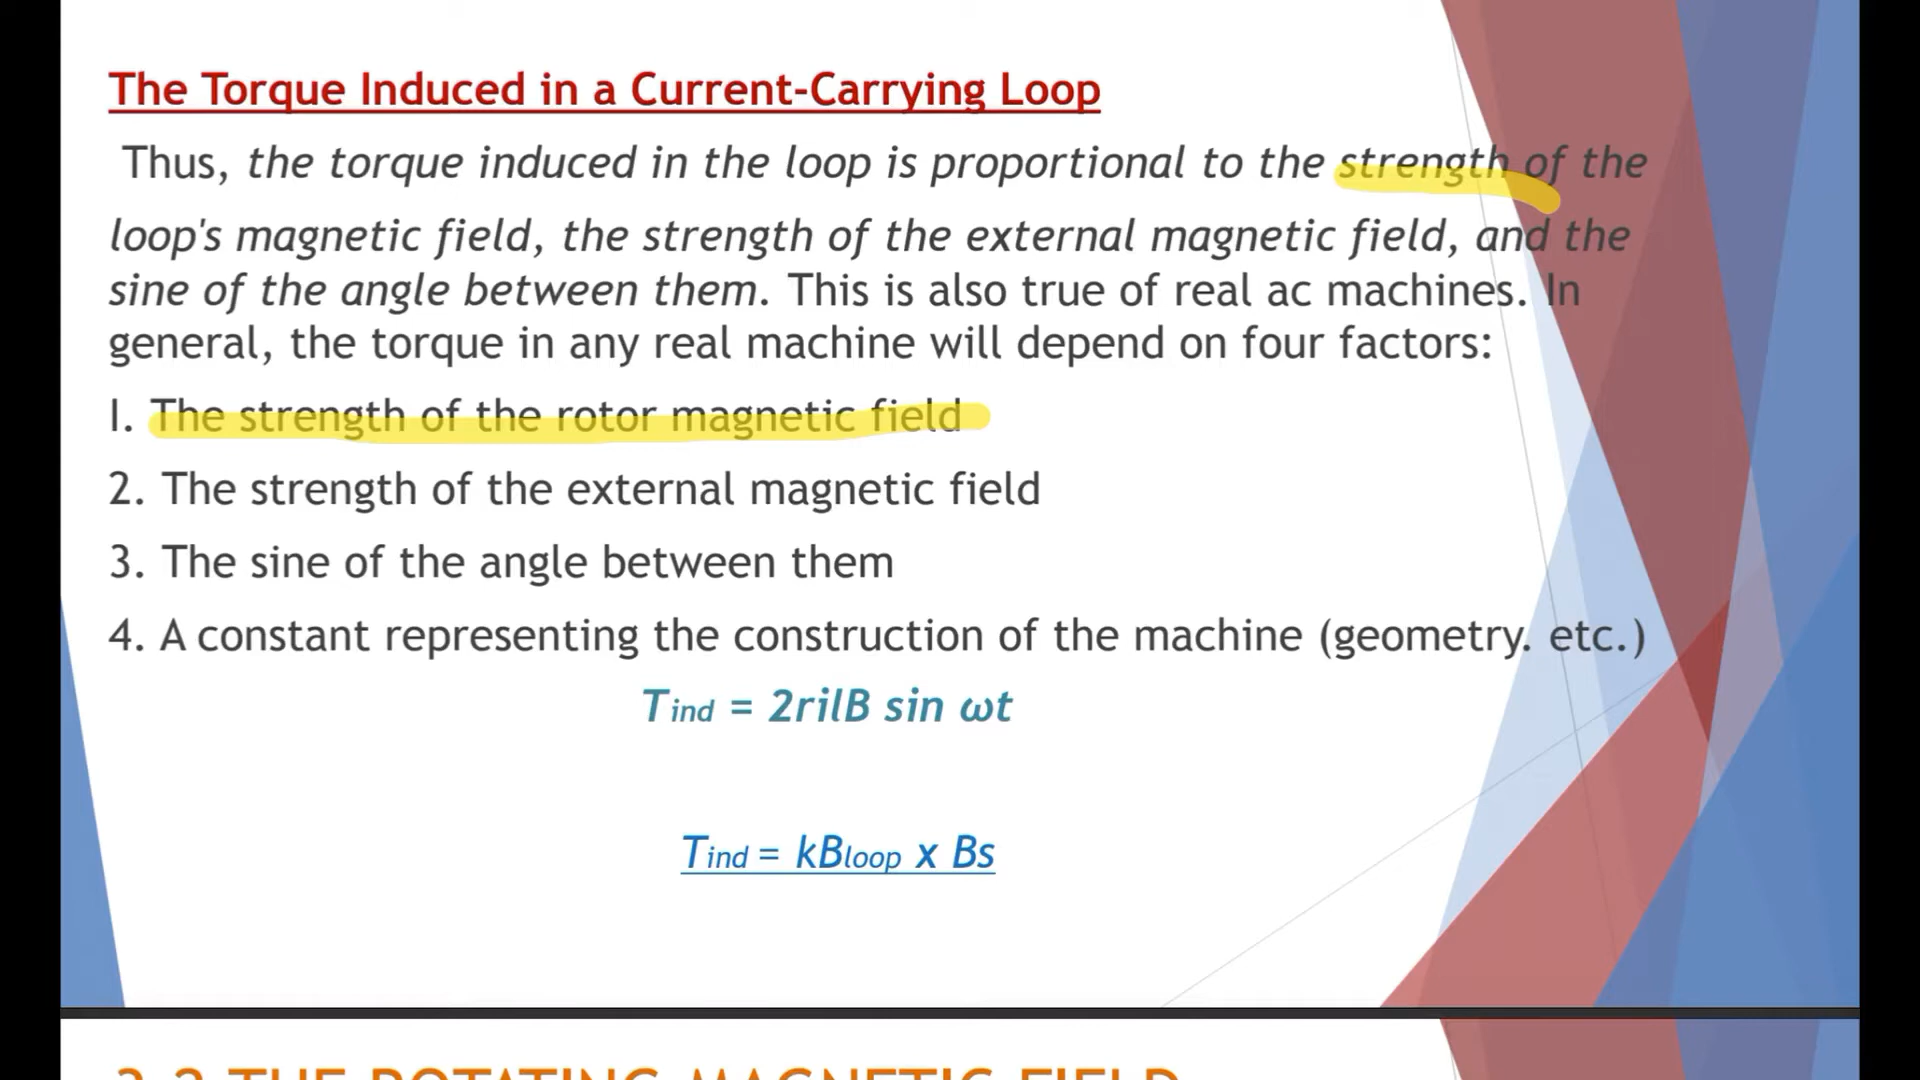 The Torque Induced in a Current-Carrying Loop
Thus, the torque induced in the loop is proportional to the strength of the
loop's magnetic field, the strength of the external magnetic field, and the
sine of the angle between them. This is also true of real ac machines. In
general, the torque in any real machine will depend on four factors:
I. The strength of the rotor magnetic field
2. The strength of the external magnetic field
3. The sine of the angle between them
4. A constant representing the construction of the machine (geometry. etc.)
Tind = 2rilB sin ωt
Tind = kBloop x Bs
THE ROTATING MAGNETIC FIELD